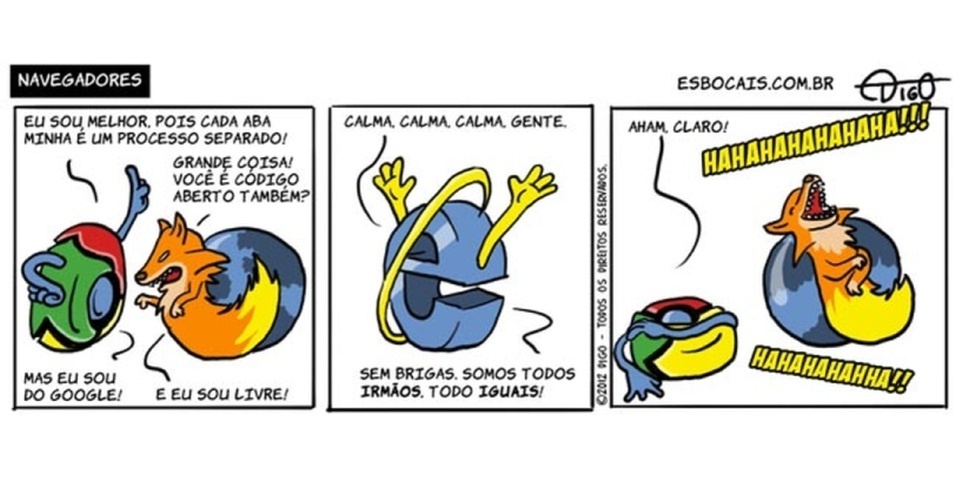 NAVEGADORES
ESBOCAIS.COM.BR
DIGO
EU SOU MELHOR, POIS CADA ABA
MINHA É UM PROCESSO SEPARADO!
GRANDE COISA!
VOCÊ É CÓDIGO
ABERTO TAMBÉM?
MAS EU SOU
DO GOOGLE!
E EU SOU LIVRE!
CALMA, CALMA, CALMA, GENTE.
SEM BRIGAS. SOMOS TODOS
IRMÃOS, TODO IGUAIS!
©2012 DIGO - TODOS OS DIREITOS RESERVADOS.
AHAM, CLARO!
HAHAHAHAHAHAHA!!!
HAHAHAHAHHA!!